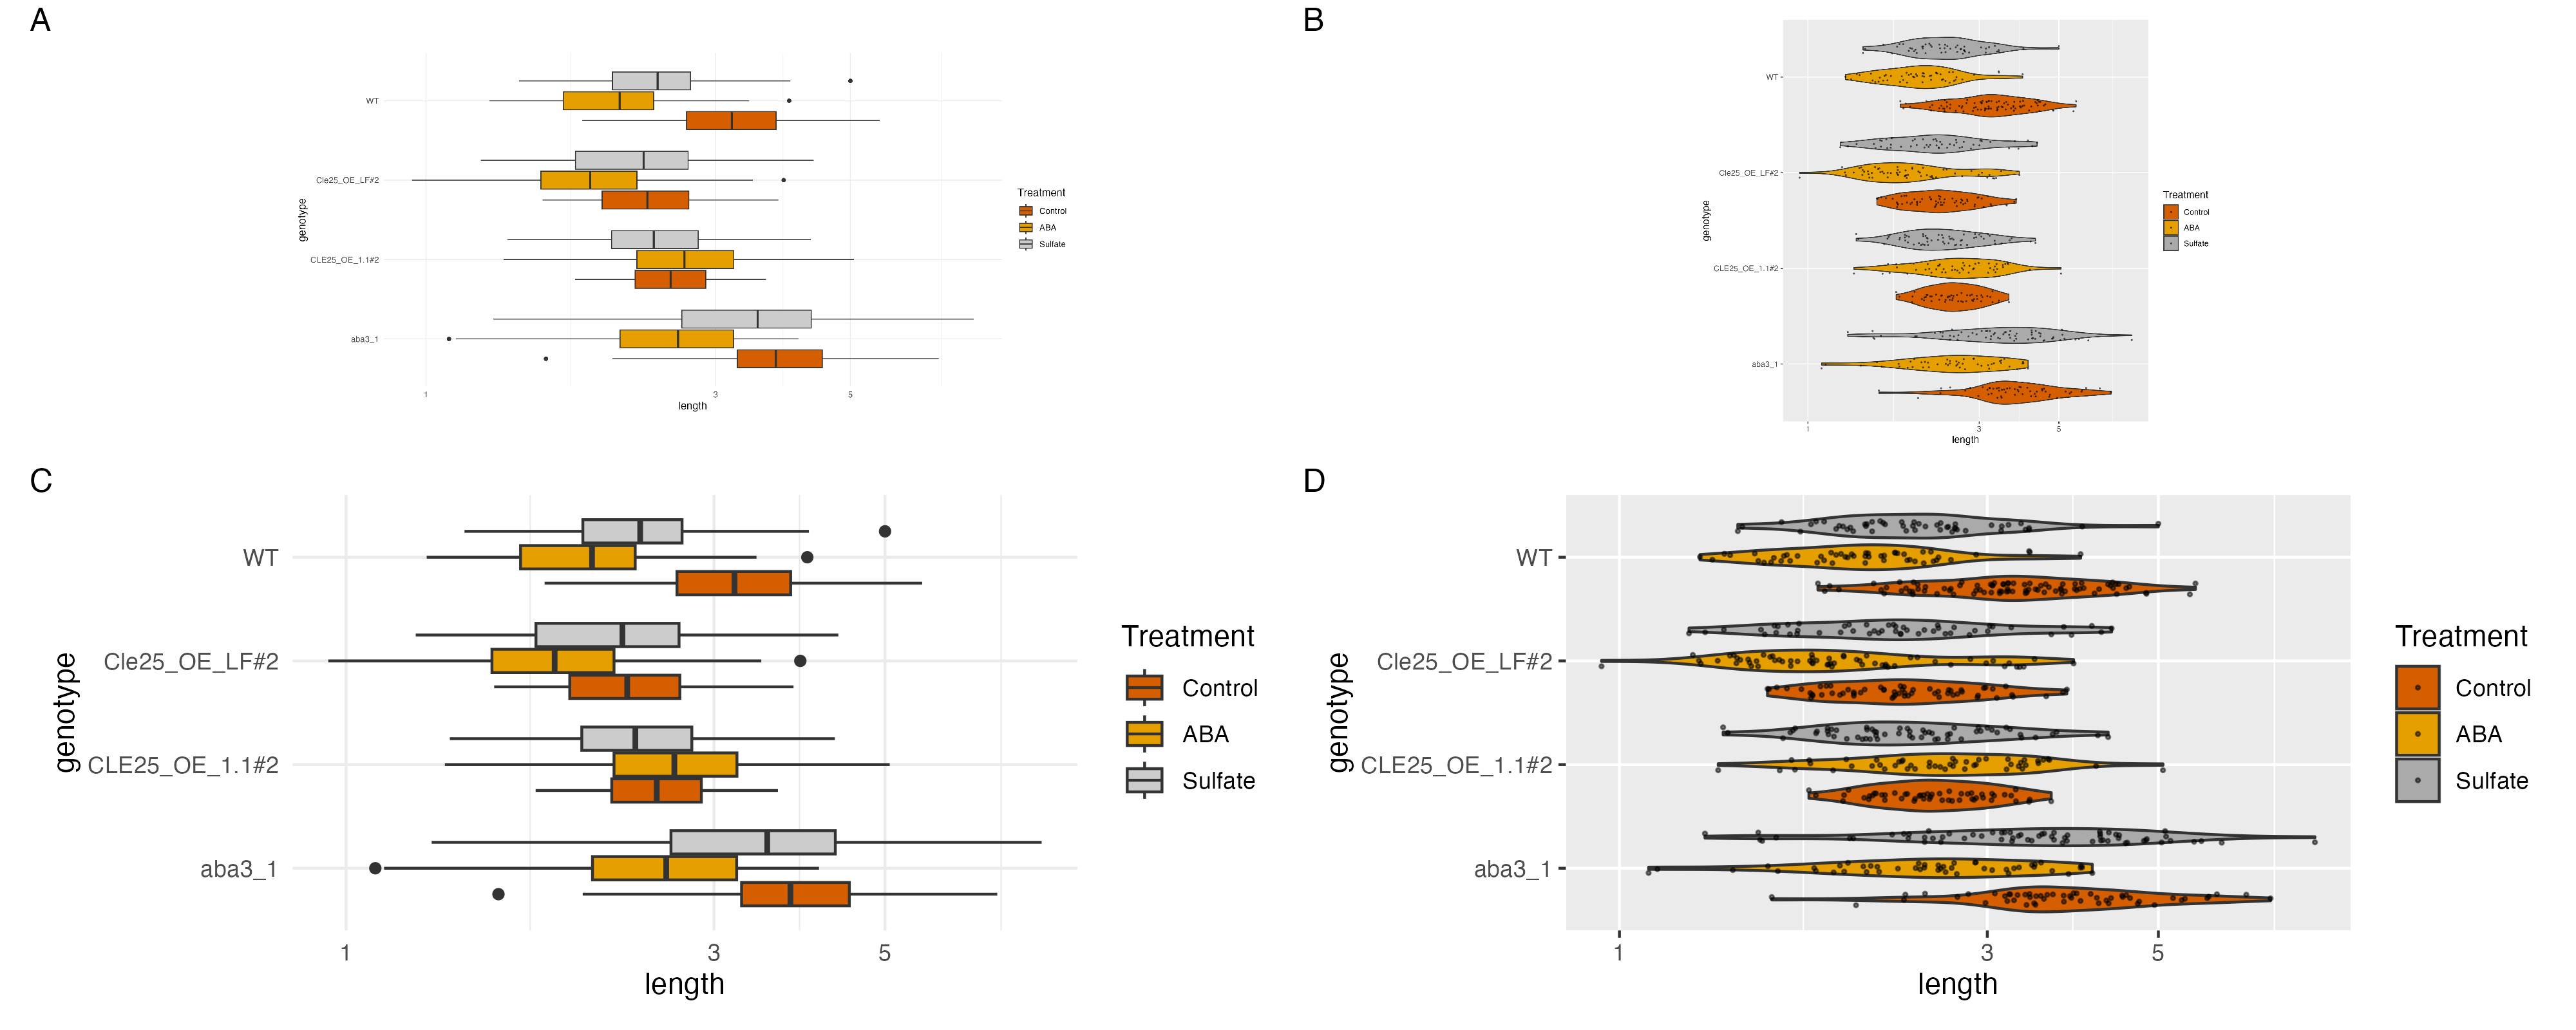 A
WT
Cle25_OE_LF#2
CLE25_OE_1.1#2
aba3_1
genotype
1 3 5
length
Treatment
Control
ABA
Sulfate
B
WT
Cle25_OE_LF#2
CLE25_OE_1.1#2
aba3_1
genotype
1 3 5
length
Treatment
Control
ABA
Sulfate
C
WT
Cle25_OE_LF#2
CLE25_OE_1.1#2
aba3_1
genotype
1 3 5
length
Treatment
Control
ABA
Sulfate
D
WT
Cle25_OE_LF#2
CLE25_OE_1.1#2
aba3_1
genotype
1 3 5
length
Treatment
Control
ABA
Sulfate